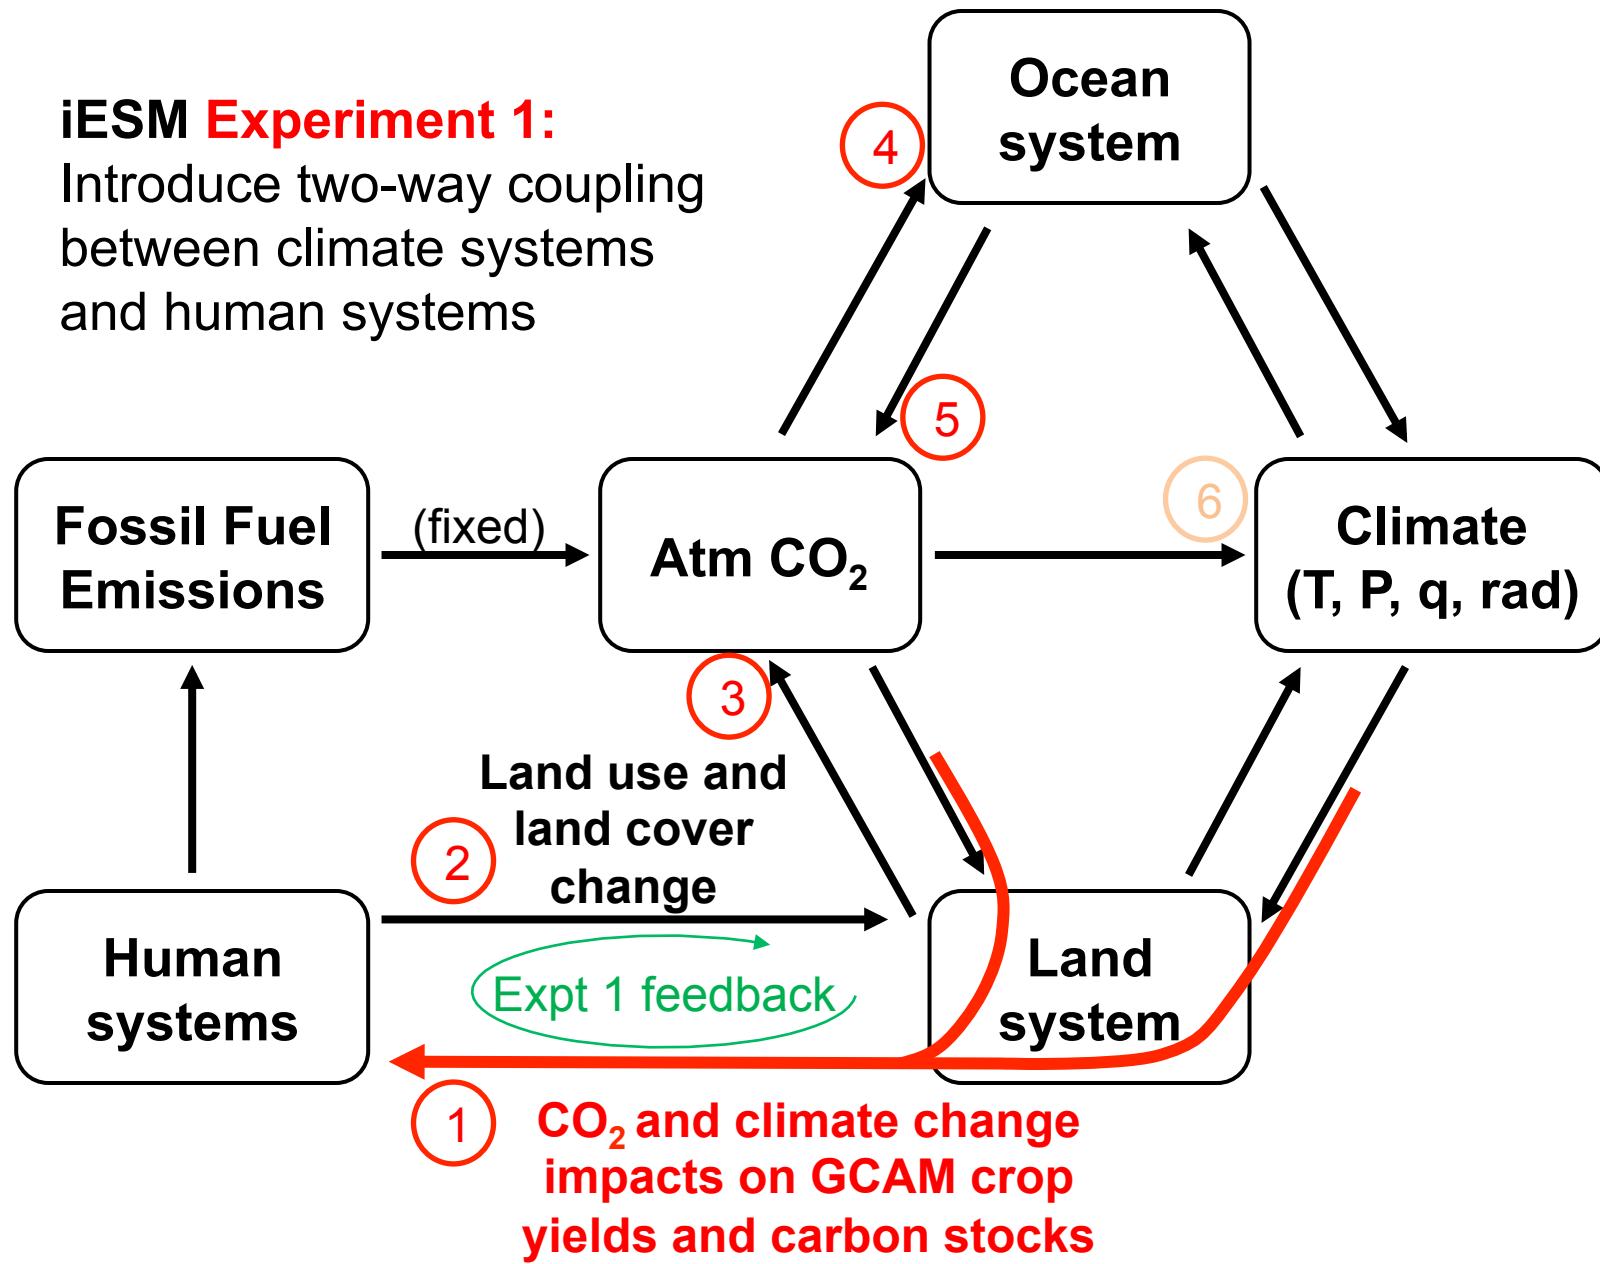 iESM Experiment 1:
Introduce two-way coupling
between climate systems
and human systems
Ocean
system
4
5
6
Fossil Fuel
Emissions
(fixed)
Atm CO₂
Climate
(T, P, q, rad)
3
Land use and
land cover
change
2
Human
systems
Expt 1 feedback
Land
system
1
CO₂ and climate change
impacts on GCAM crop
yields and carbon stocks